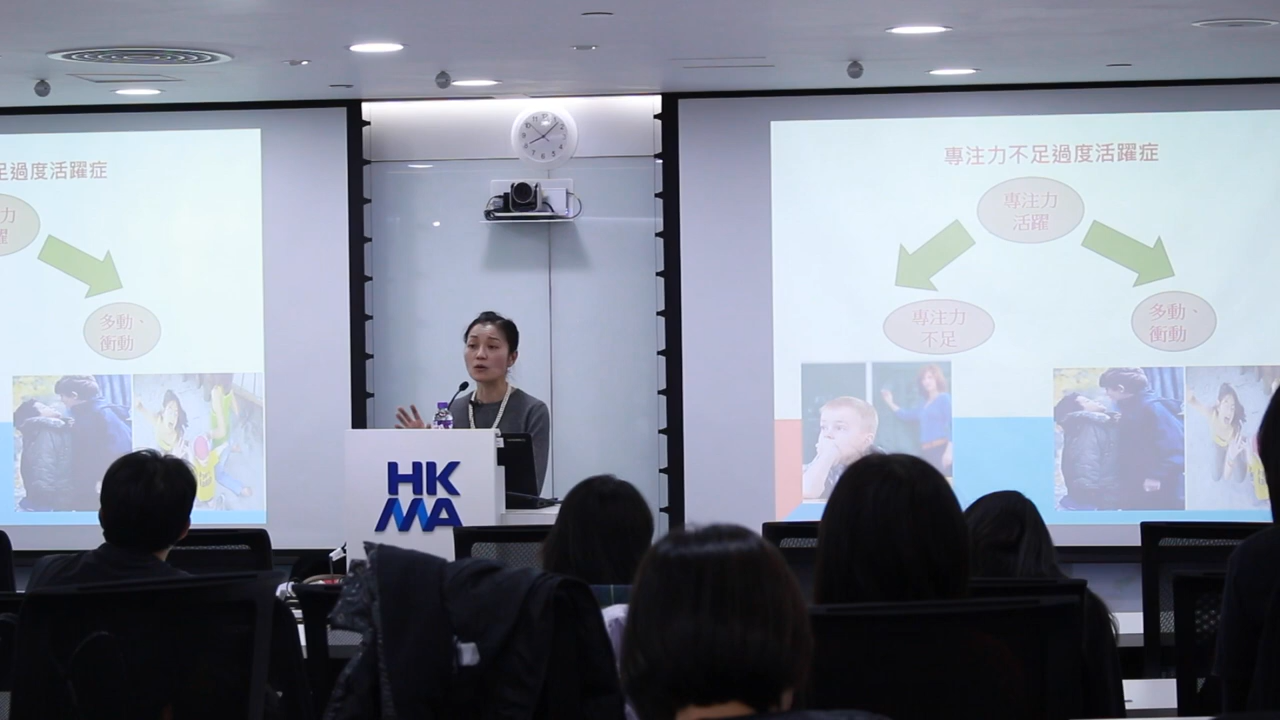 足過度活躍症
力
躍
多動、
衝動
HK
MA
專注力不足過度活躍症
專注力
活躍
專注力
不足
多動、
衝動